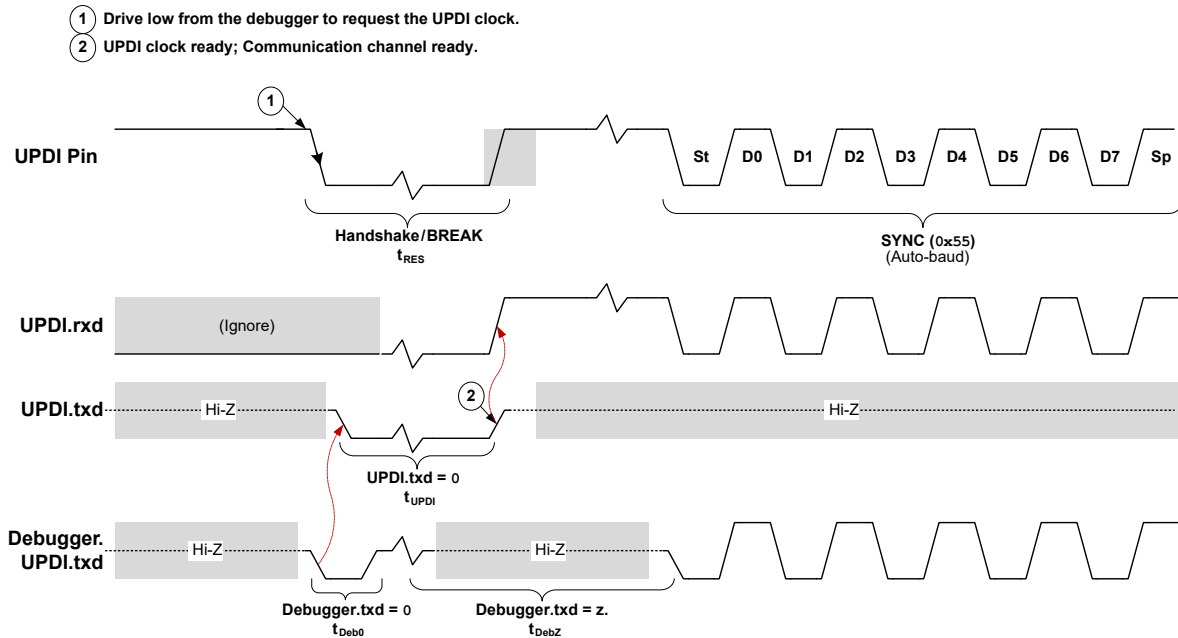 1 Drive low from the debugger to request the UPDI clock.
2 UPDI clock ready; Communication channel ready.
1
UPDI Pin
St D0 D1 D2 D3 D4 D5 D6 D7 Sp
Handshake/BREAK
tRES
SYNC (0x55)
(Auto-baud)
UPDI.rxd
(Ignore)
2
UPDI.txd
Hi-Z
Hi-Z
UPDI.txd = 0
tUPDI
Debugger.
UPDI.txd
Hi-Z
Hi-Z
Debugger.txd = 0
tDeb0
Debugger.txd = z.
tDebZ